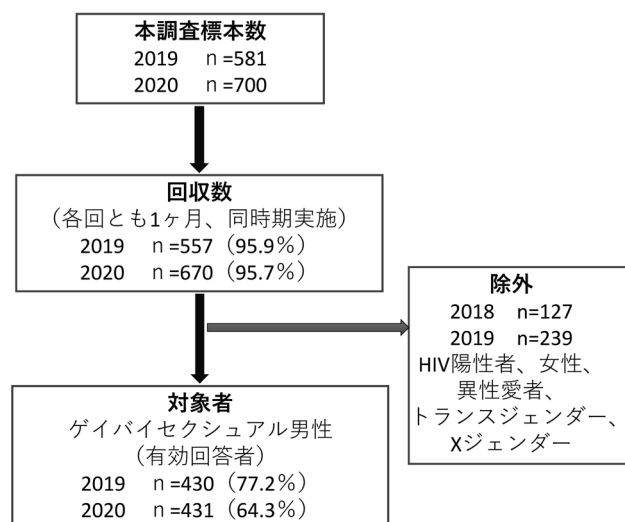 本調査標本数
2019 n=581
2020 n=700
回収数
（各回とも1ヶ月、同時期実施）
2019 n=557（95.9％）
2020 n=670（95.7％）
除外
2018 n=127
2019 n=239
HIV陽性者、女性、
異性愛者、
トランスジェンダー、
Xジェンダー
対象者
ゲイバイセクシュアル男性
（有効回答者）
2019 n=430（77.2％）
2020 n=431（64.3％）